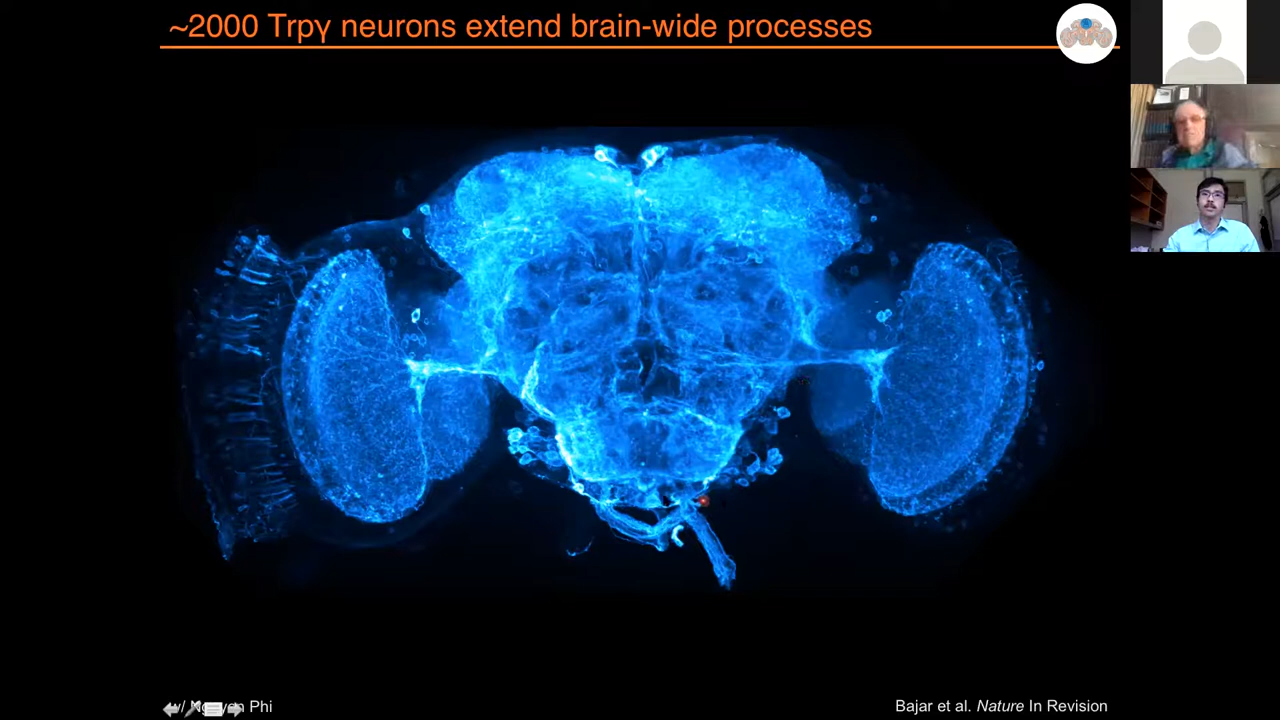 ~2000 Trpγ neurons extend brain-wide processes
w/ Phi
Bajar et al. Nature In Revision